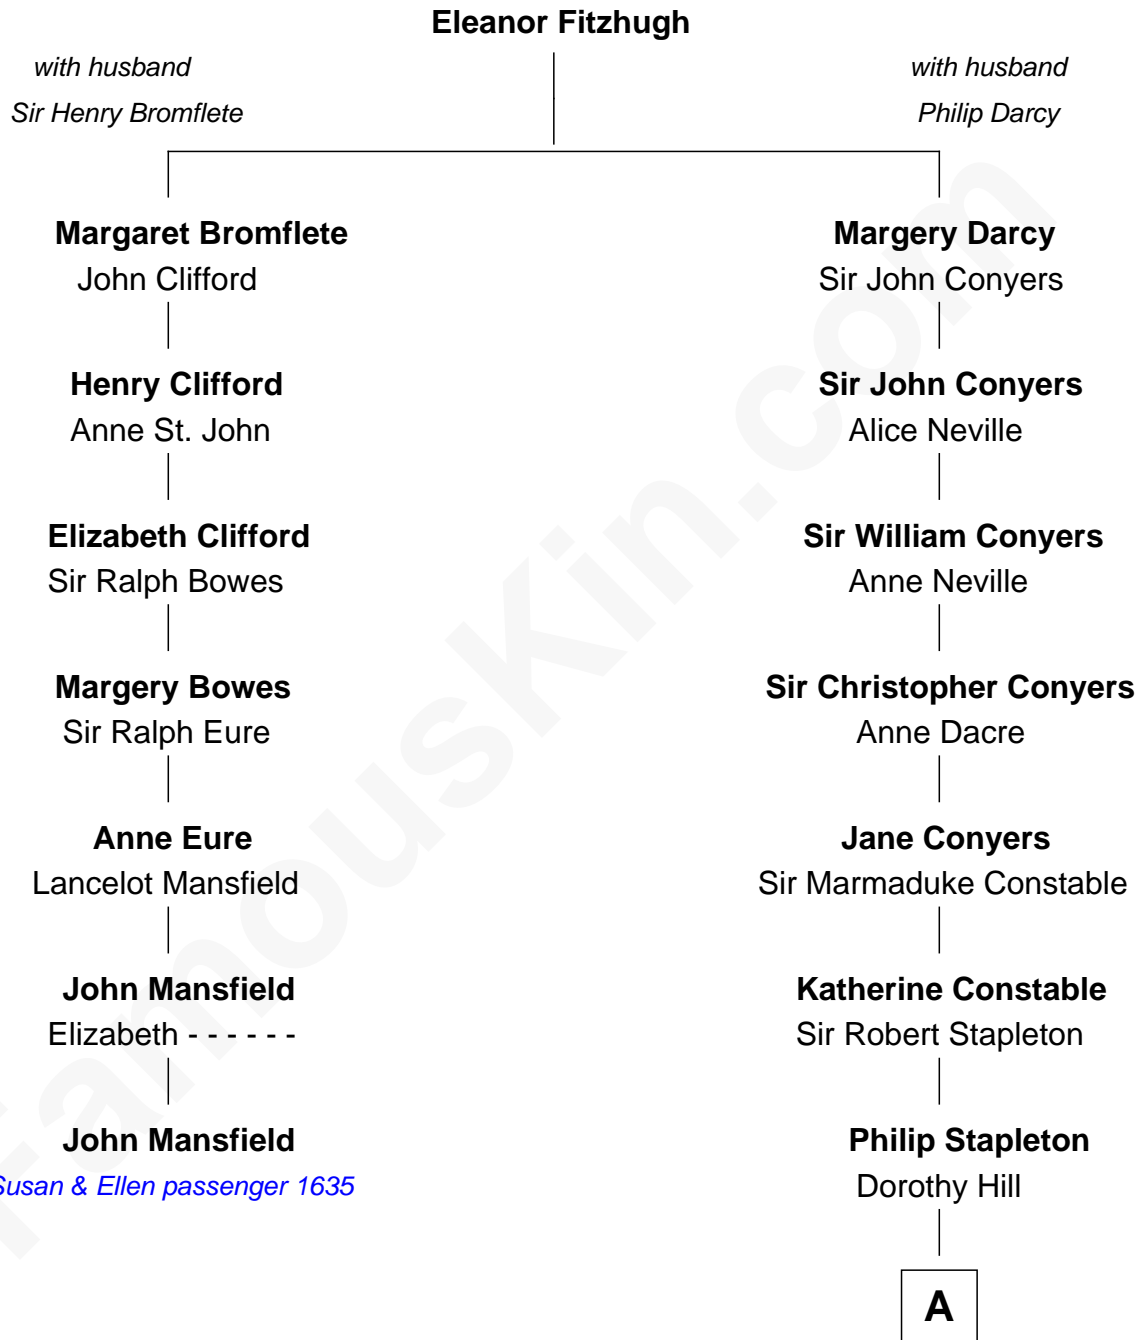 Eleanor Fitzhugh
with husband
Sir Henry Bromflete
with husband
Philip Darcy
Margaret Bromflete
John Clifford
Henry Clifford
Anne St. John
Elizabeth Clifford
Sir Ralph Bowes
Margery Bowes
Sir Ralph Eure
Anne Eure
Lancelot Mansfield
John Mansfield
Elizabeth - - - - - -
John Mansfield
Susan & Ellen passenger 1635
Margery Darcy
Sir John Conyers
Sir John Conyers
Alice Neville
Sir William Conyers
Anne Neville
Sir Christopher Conyers
Anne Dacre
Jane Conyers
Sir Marmaduke Constable
Katherine Constable
Sir Robert Stapleton
Philip Stapleton
Dorothy Hill
A
FamousKin.com